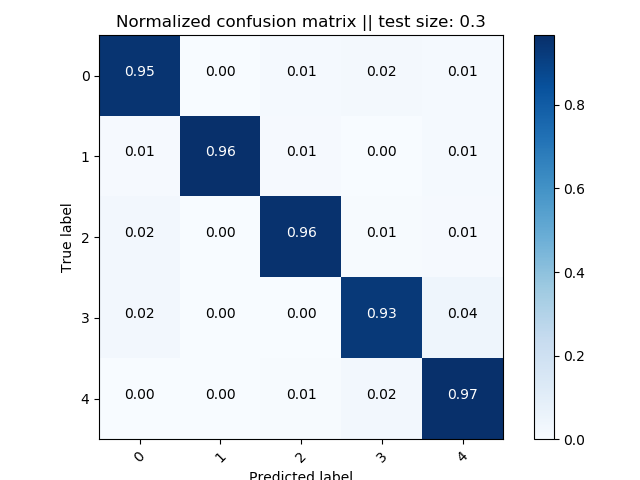 Normalized confusion matrix || test size: 0.3
0 0.95 0.00 0.01 0.02 0.01
1 0.01 0.96 0.01 0.00 0.01
2 0.02 0.00 0.96 0.01 0.01
3 0.02 0.00 0.00 0.93 0.04
4 0.00 0.00 0.01 0.02 0.97
True label
0 1 2 3 4
Predicted label
0.8
0.6
0.4
0.2
0.0